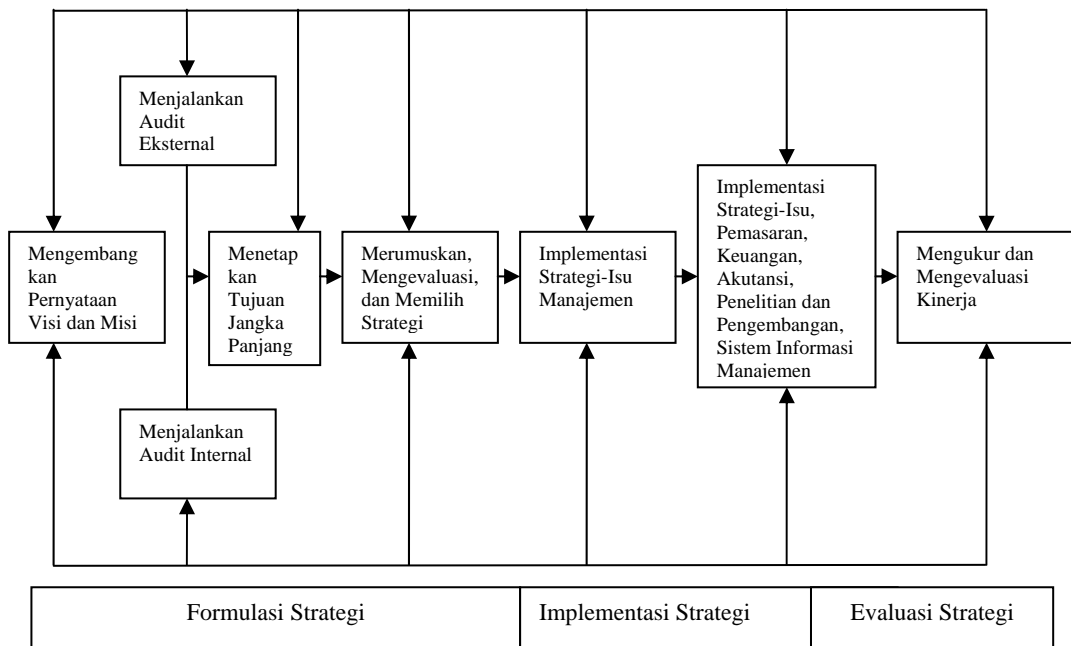 Menjalankan
Audit
Eksternal
Mengembang
kan
Pernyataan
Visi dan Misi
Menetap
kan
Tujuan
Jangka
Panjang
Merumuskan,
Mengevaluasi,
dan Memilih
Strategi
Implementasi
Strategi-Isu
Manajemen
Implementasi
Strategi-Isu,
Pemasaran,
Keuangan,
Akutansi,
Penelitian dan
Pengembangan,
Sistem Informasi
Manajemen
Mengukur dan
Mengevaluasi
Kinerja
Menjalankan
Audit Internal
Formulasi Strategi
Implementasi Strategi
Evaluasi Strategi